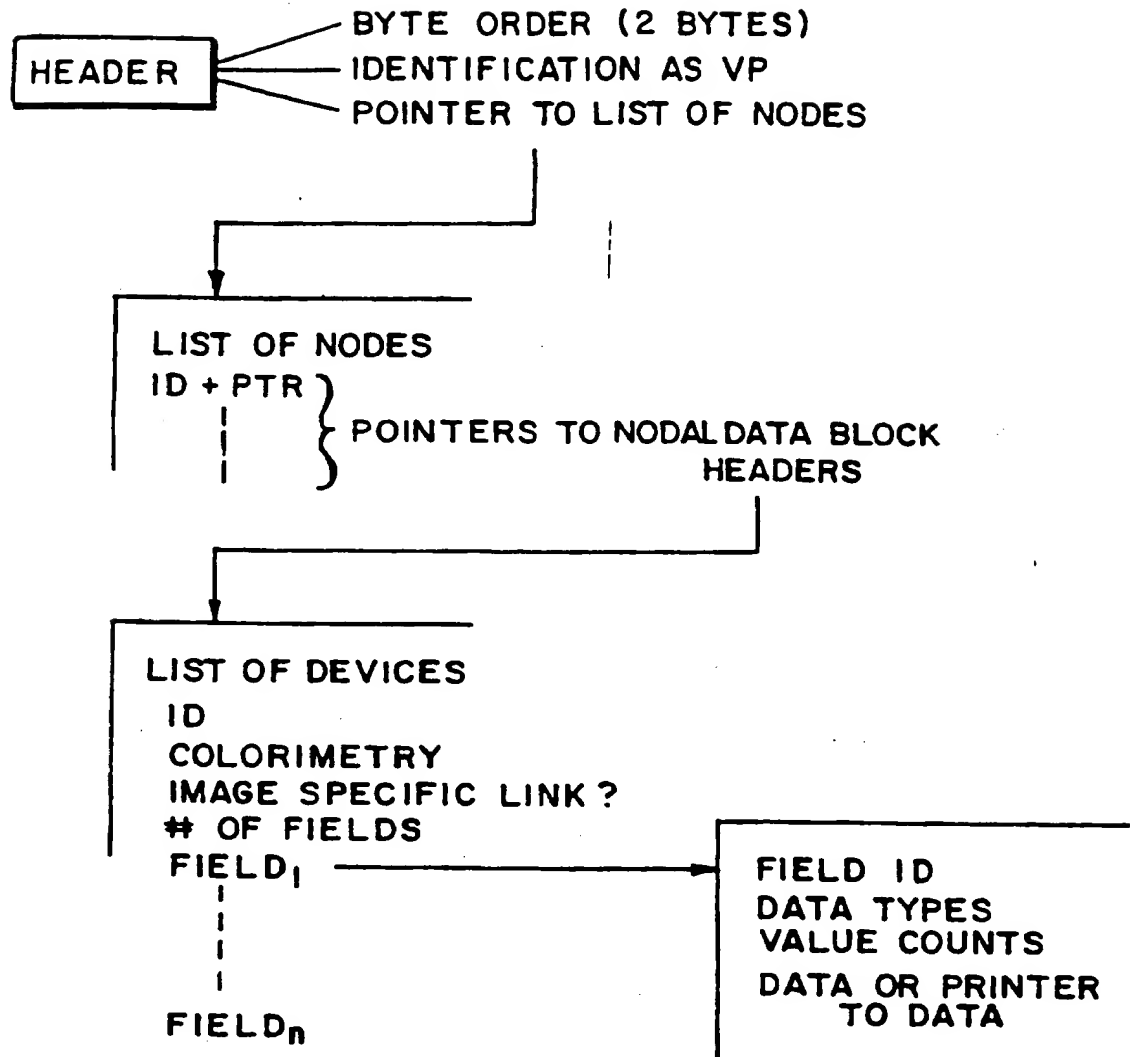 HEADER
BYTE ORDER (2 BYTES)
IDENTIFICATION AS VP
POINTER TO LIST OF NODES
LIST OF NODES
ID + PTR
POINTERS TO NODAL DATA BLOCK
HEADERS
LIST OF DEVICES
ID
COLORIMETRY
IMAGE SPECIFIC LINK ?
# OF FIELDS
FIELD₁
FIELDₙ
FIELD ID
DATA TYPES
VALUE COUNTS
DATA OR PRINTER
TO DATA